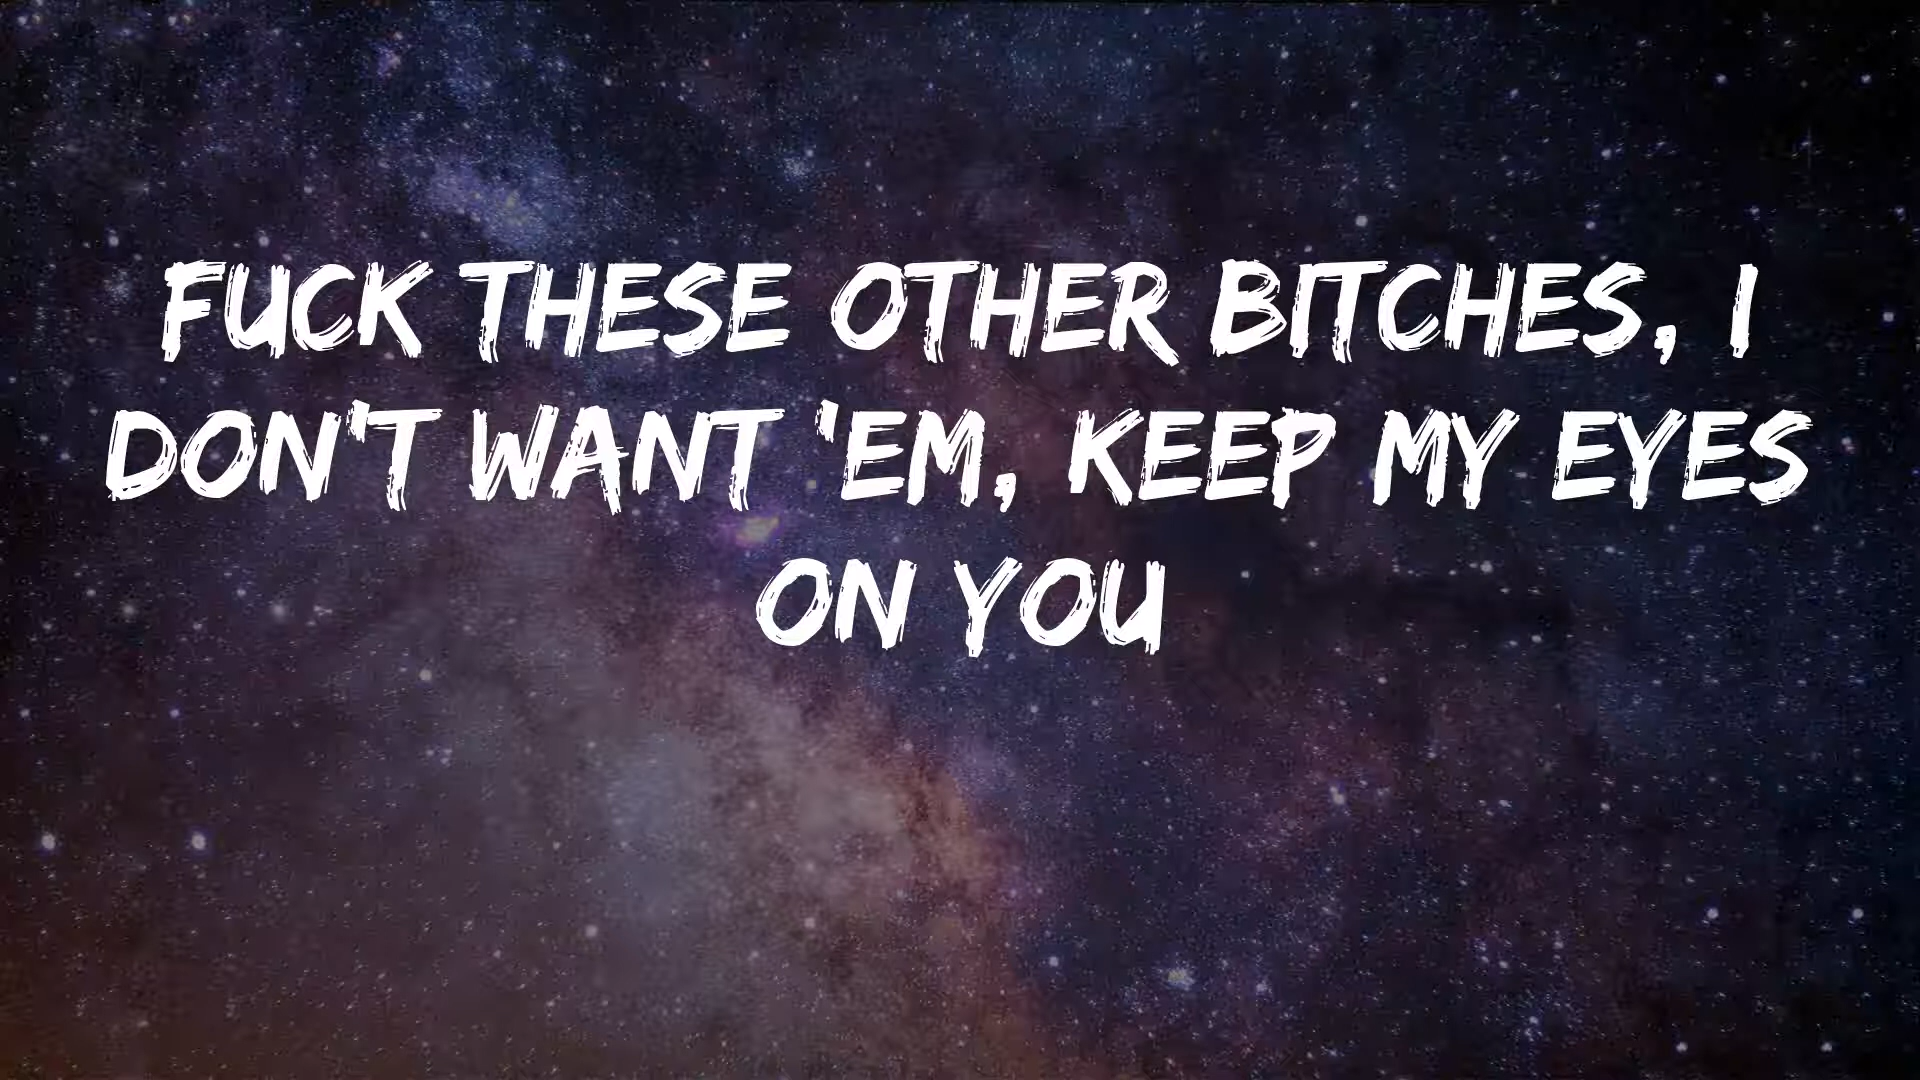 FUCK THESE OTHER BITCHES, I
DON'T WANT 'EM, KEEP MY EYES
ON YOU